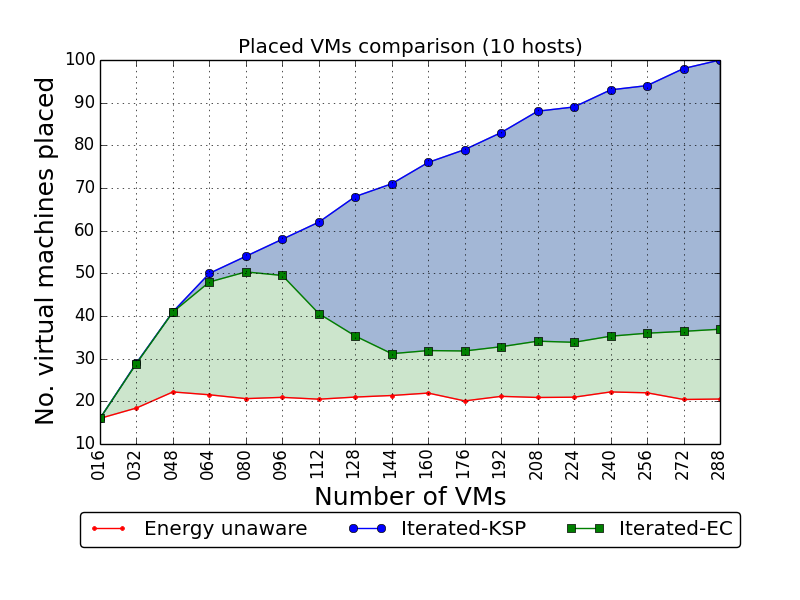 Placed VMs comparison (10 hosts)
No. virtual machines placed
100
90
80
70
60
50
40
30
20
10
016 032 048 064 080 096 112 128 144 160 176 192 208 224 240 256 272 288
Number of VMs
Energy unaware Iterated-KSP Iterated-EC